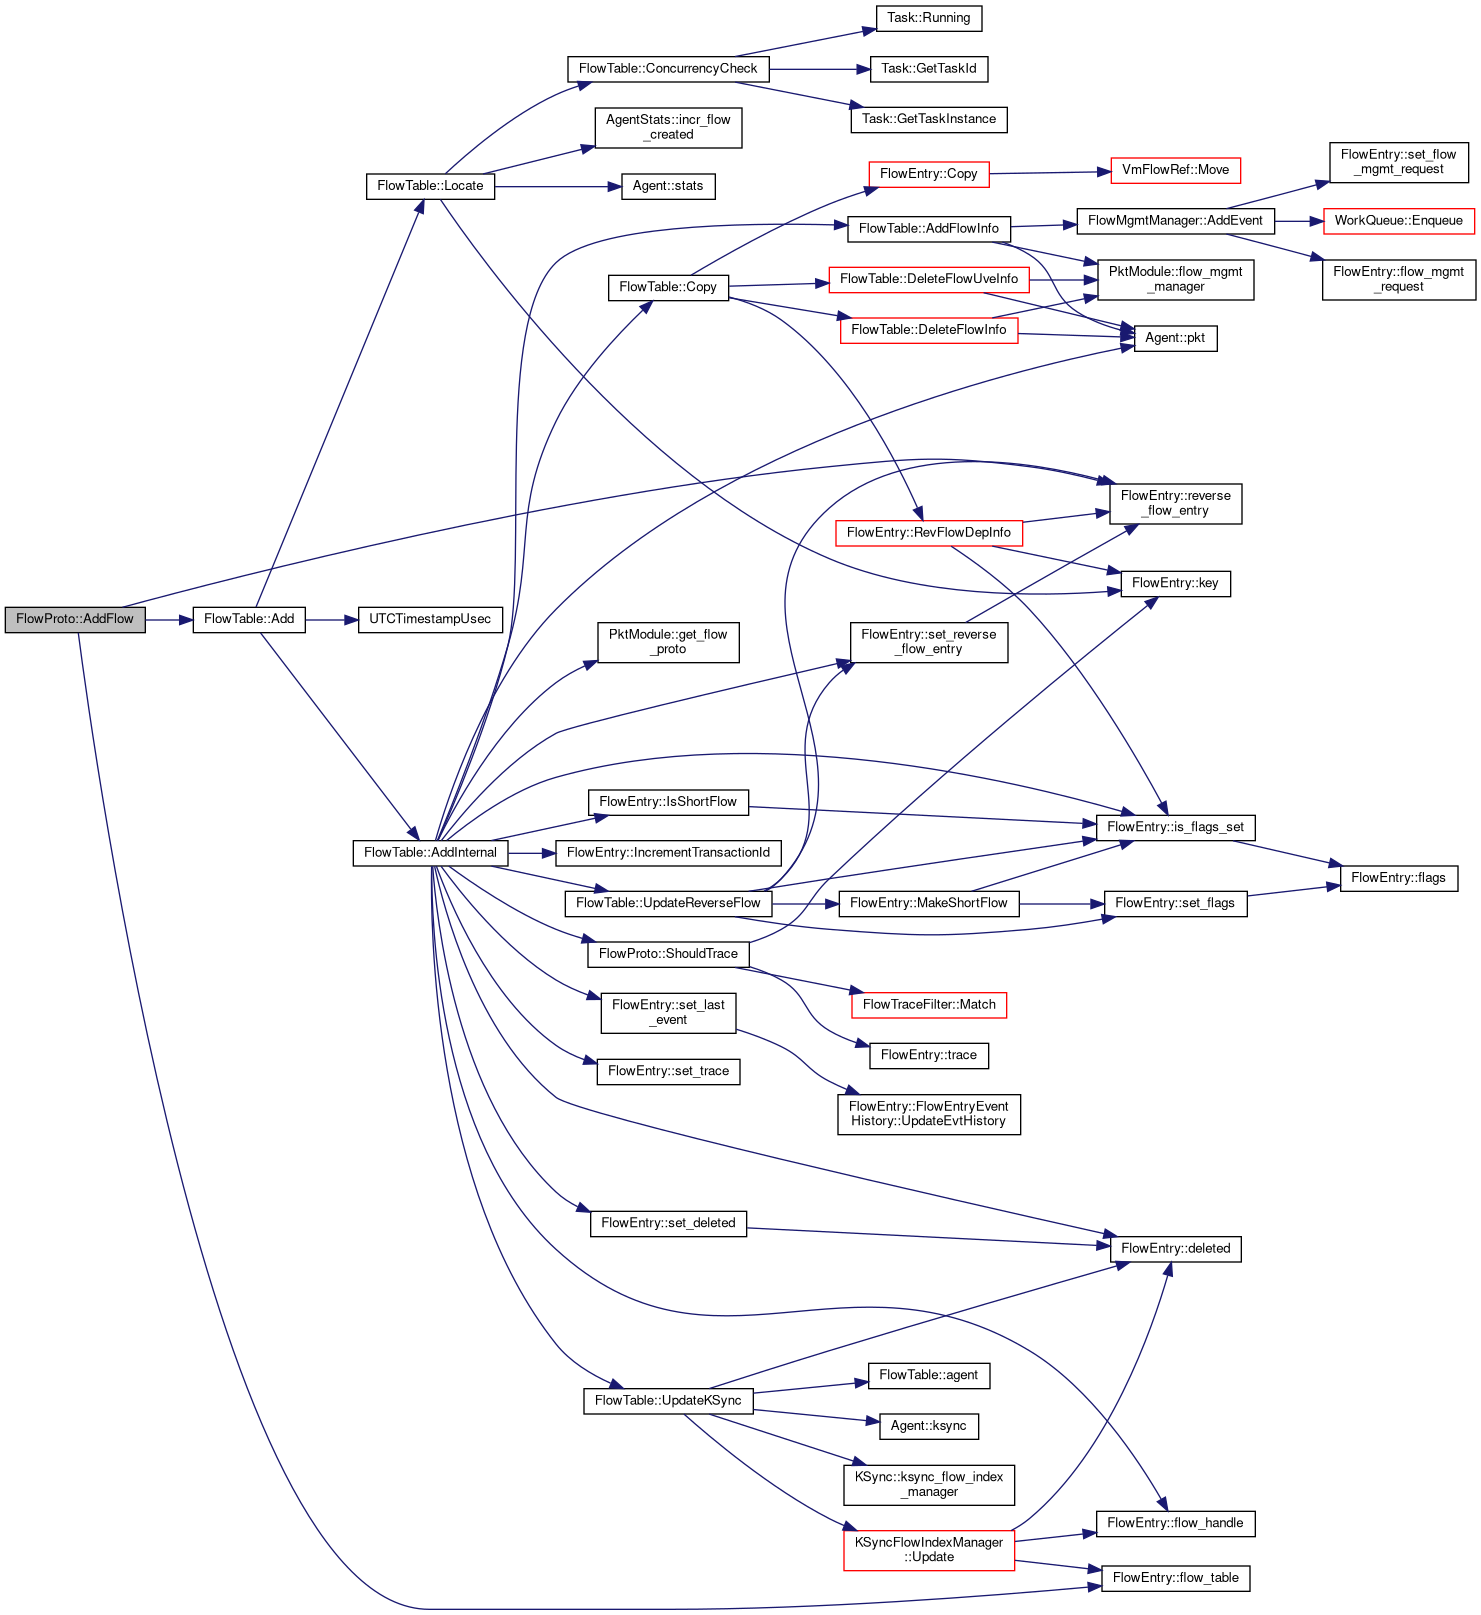 Task::Running
FlowTable::ConcurrencyCheck
Task::GetTaskId
Task::GetTaskInstance
AgentStats::incr_flow
_created
FlowTable::Locate
Agent::stats
FlowEntry::Copy
VmFlowRef::Move
FlowEntry::set_flow
_mgmt_request
FlowTable::AddFlowInfo
FlowMgmtManager::AddEvent
WorkQueue::Enqueue
FlowEntry::flow_mgmt
_request
FlowTable::Copy
FlowTable::DeleteFlowUveInfo
PktModule::flow_mgmt
_manager
FlowTable::DeleteFlowInfo
Agent::pkt
FlowEntry::reverse
_flow_entry
FlowEntry::RevFlowDepInfo
FlowEntry::key
FlowProto::AddFlow
FlowTable::Add
UTCTimestampUsec
PktModule::get_flow
_proto
FlowEntry::set_reverse
_flow_entry
FlowEntry::IsShortFlow
FlowEntry::is_flags_set
FlowTable::AddInternal
FlowEntry::IncrementTransactionId
FlowEntry::flags
FlowTable::UpdateReverseFlow
FlowEntry::MakeShortFlow
FlowEntry::set_flags
FlowProto::ShouldTrace
FlowTraceFilter::Match
FlowEntry::set_last
_event
FlowEntry::trace
FlowEntry::set_trace
FlowEntry::FlowEntryEvent
History::UpdateEvtHistory
FlowEntry::set_deleted
FlowEntry::deleted
FlowTable::agent
FlowTable::UpdateKSync
Agent::ksync
KSync::ksync_flow_index
_manager
FlowEntry::flow_handle
KSyncFlowIndexManager
::Update
FlowEntry::flow_table